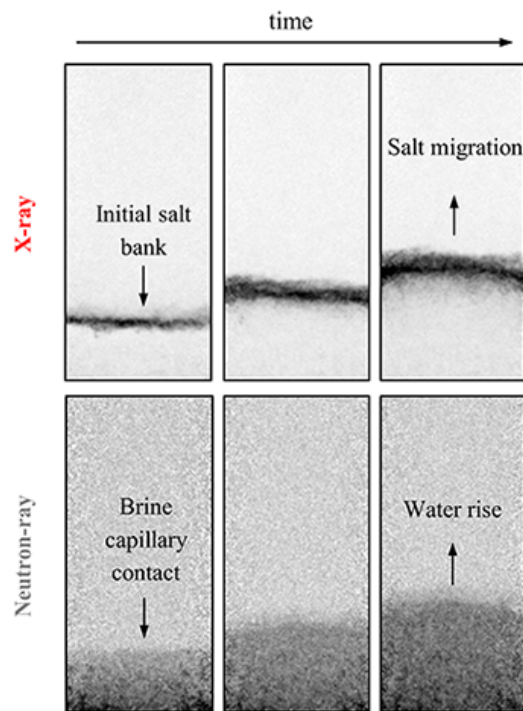 time
X-ray
Initial salt
bank
Salt migration
Neutron-ray
Brine
capillary
contact
Water rise